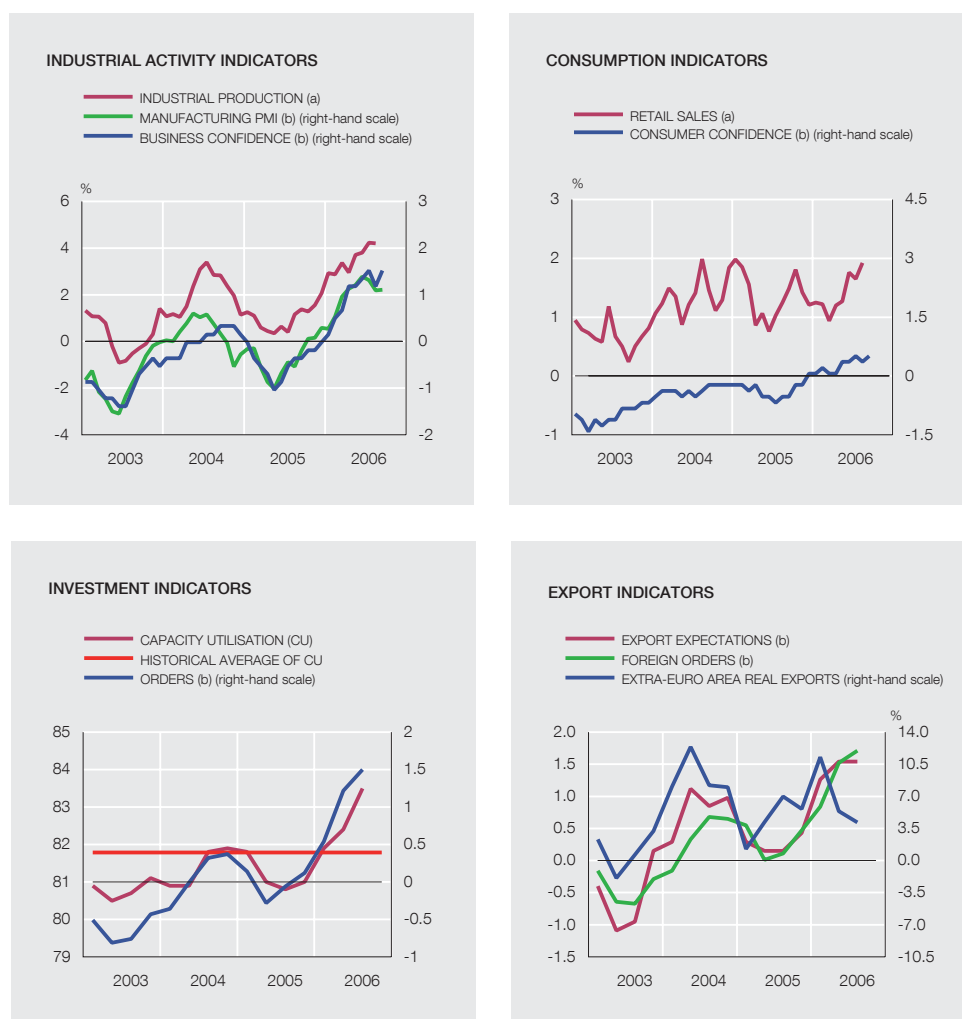 INDUSTRIAL ACTIVITY INDICATORS
INDUSTRIAL PRODUCTION (a)
MANUFACTURING PMI (b) (right-hand scale)
BUSINESS CONFIDENCE (b) (right-hand scale)
%
6 3
4 2
2 1
0 0
-2 -1
-4 -2
2003 2004 2005 2006
CONSUMPTION INDICATORS
RETAIL SALES (a)
CONSUMER CONFIDENCE (b) (right-hand scale)
%
3 4.5
2 3
1 1.5
0 0
-1 -1.5
2003 2004 2005 2006
INVESTMENT INDICATORS
CAPACITY UTILISATION (CU)
HISTORICAL AVERAGE OF CU
ORDERS (b) (right-hand scale)
85 2
84 1.5
83 1
82 0.5
81 0
80 -0.5
79 -1
2003 2004 2005 2006
EXPORT INDICATORS
EXPORT EXPECTATIONS (b)
FOREIGN ORDERS (b)
EXTRA-EURO AREA REAL EXPORTS (right-hand scale)
%
2.0 14.0
1.5 10.5
1.0 7.0
0.5 3.5
0.0 0.0
-0.5 -3.5
-1.0 -7.0
-1.5 -10.5
2003 2004 2005 2006